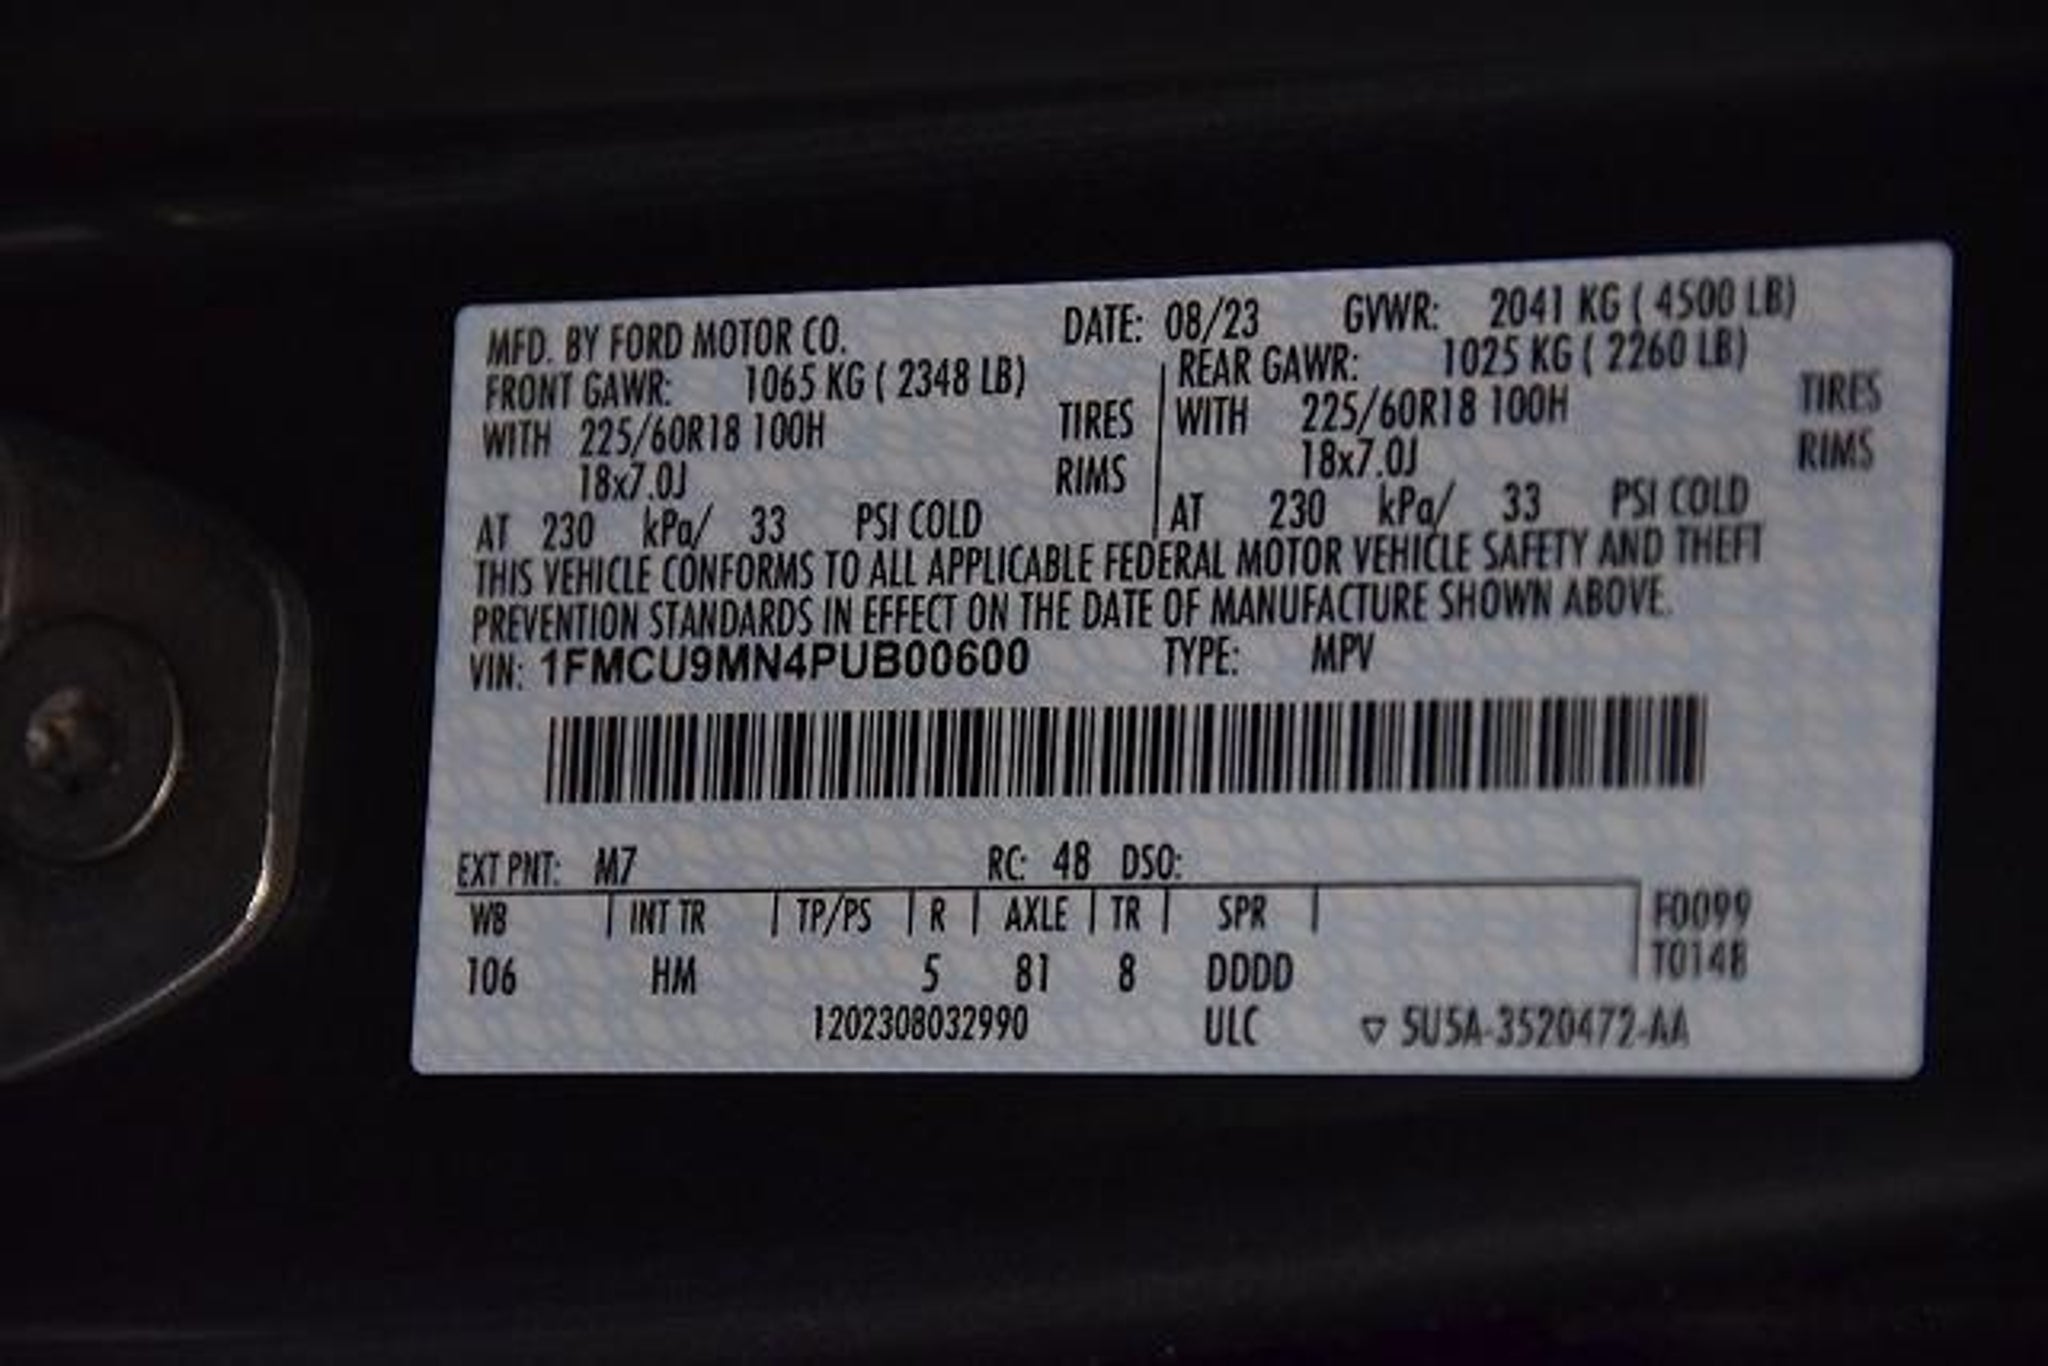 MFD. BY FORD MOTOR CO. DATE: 08/23 GVWR: 2041 KG ( 4500 LB)
FRONT GAWR: 1065 KG ( 2348 LB) REAR GAWR: 1025 KG ( 2260 LB)
WITH 225/60R18 100H TIRES WITH 225/60R18 100H TIRES
18x7.0J RIMS 18x7.0J RIMS
AT 230 kPa/ 33 PSI COLD AT 230 kPa/ 33 PSI COLD
THIS VEHICLE CONFORMS TO ALL APPLICABLE FEDERAL MOTOR VEHICLE SAFETY AND THEFT
PREVENTION STANDARDS IN EFFECT ON THE DATE OF MANUFACTURE SHOWN ABOVE.
VIN: 1FMCU9MN4PUB00600 TYPE: MPV
EXT PNT: M7 RC: 48 DSO:
WB INT TR TP/PS R AXLE TR SPR F0099
T0148
106 HM 5 81 8 DDDD
1202308032990 ULC ▽ 5U5A-3520472-AA